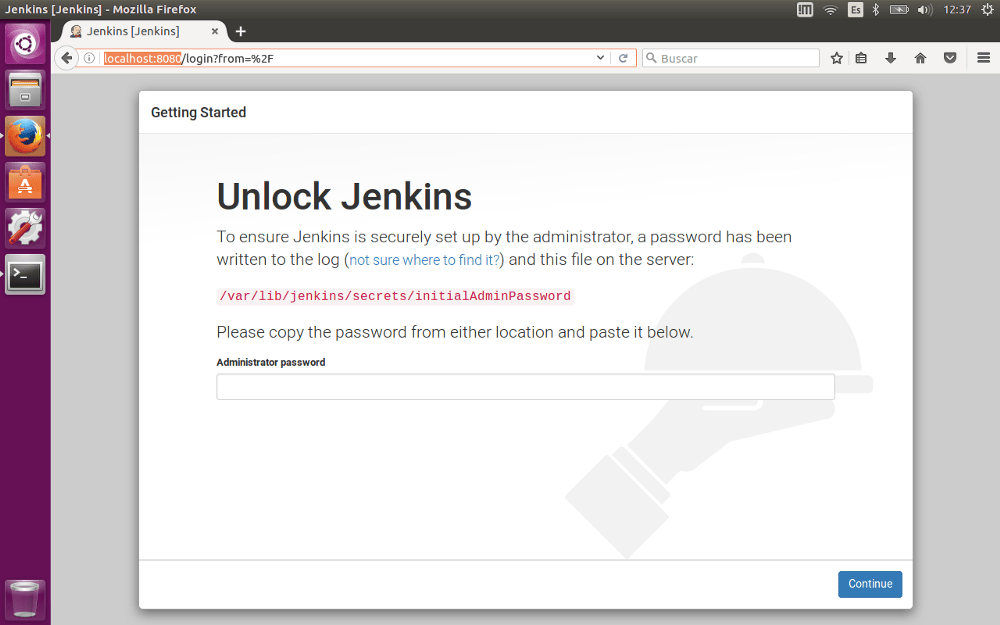 Jenkins [Jenkins] - Mozilla Firefox
Es
12:37
Jenkins [Jenkins]
localhost:8080/login?from=%2F
Buscar
Getting Started
Unlock Jenkins
To ensure Jenkins is securely set up by the administrator, a password has been
written to the log (not sure where to find it?) and this file on the server:
/var/lib/jenkins/secrets/initialAdminPassword
Please copy the password from either location and paste it below.
Administrator password
Continue